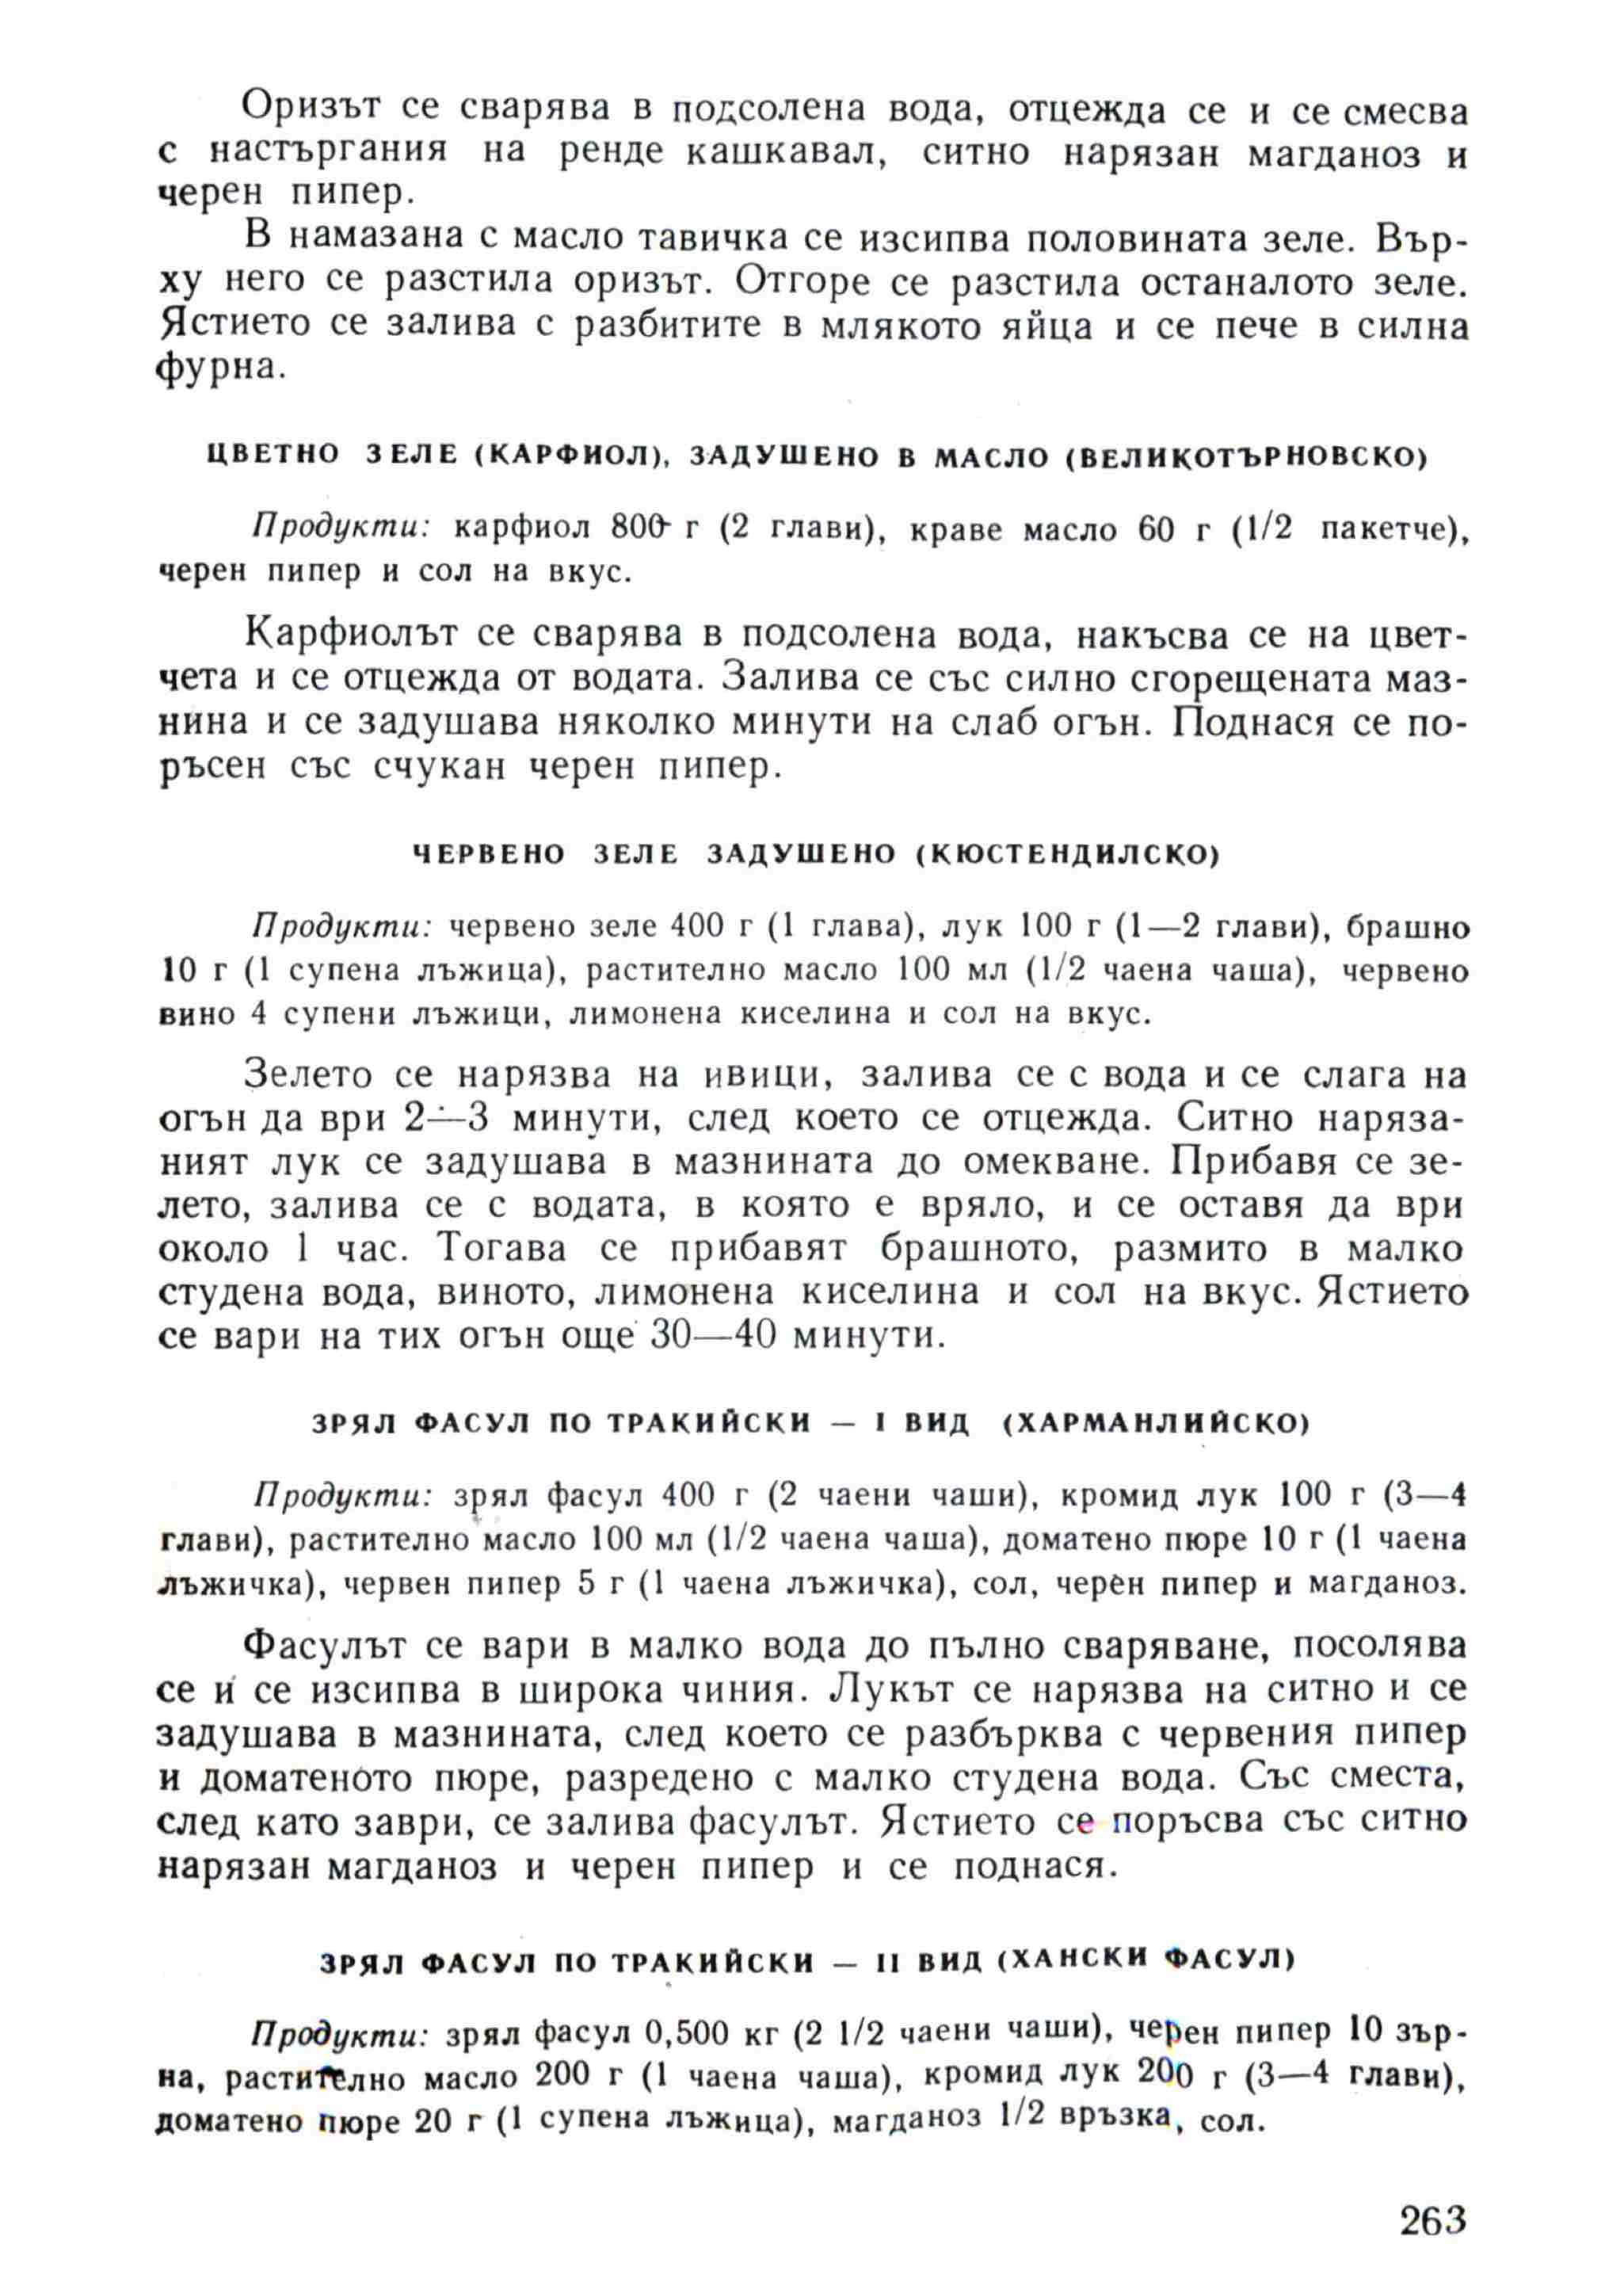 Оризът се сварява в подсолена вода, отцежда се и се смесва
с настъргания на ренде кашкавал, ситно нарязан магданоз и
черен пипер.
В намазана с масло тавичка се изсипва половината зеле. Вър-
ху него се разстила оризът. Отгоре се разстила останалото зеле.
Ястието се залива с разбитите в млякото яйца и се пече в силна
фурна.
ЦВЕТНО ЗЕЛЕ (КАРФИОЛ), ЗАДУШЕНО В МАСЛО (ВЕЛИКОТЪРНОВСКО)
Продукти: карфиол 800 г (2 глави), краве масло 60 г (1/2 пакетче),
черен пипер и сол на вкус.
Карфиолът се сварява в подсолена вода, накъсва се на цвет-
чета и се отцежда от водата. Залива се със силно сгорещената маз-
нина и се задушава няколко минути на слаб огън. Поднася се по-
ръсен със счукан черен пипер.
ЧЕРВЕНО ЗЕЛЕ ЗАДУШЕНО (КЮСТЕНДИЛСКО)
Продукти: червено зеле 400 г (1 глава), лук 100 г (1—2 глави), брашно
10 г (1 супена лъжица), растително масло 100 мл (1/2 чаена чаша), червено
вино 4 супени лъжици, лимонена киселина и сол на вкус.
Зелето се нарязва на ивици, залива се с вода и се слага на
огън да ври 2—3 минути, след което се отцежда. Ситно наряза-
ният лук се задушава в мазнината до омекване. Прибавя се зе-
лето, залива се с водата, в която е вряло, и се оставя да ври
около 1 час. Тогава се прибавят брашното, размито в малко
студена вода, виното, лимонена киселина и сол на вкус. Ястието
се вари на тих огън още 30—40 минути.
ЗРЯЛ ФАСУЛ ПО ТРАКИЙСКИ — I ВИД (ХАРМАНЛИЙСКО)
Продукти: зрял фасул 400 г (2 чаени чаши), кромид лук 100 г (3—4
глави), растително масло 100 мл (1/2 чаена чаша), доматено пюре 10 г (1 чаена
лъжичка), червен пипер 5 г (1 чаена лъжичка), сол, черен пипер и магданоз.
Фасулът се вари в малко вода до пълно сваряване, посолява
се и се изсипва в широка чиния. Лукът се нарязва на ситно и се
задушава в мазнината, след което се разбърква с червения пипер
и доматеното пюре, разредено с малко студена вода. Със сместа,
след като заври, се залива фасулът. Ястието се поръсва със ситно
нарязан магданоз и черен пипер и се поднася.
ЗРЯЛ ФАСУЛ ПО ТРАКИЙСКИ — II ВИД (ХАНСКИ ФАСУЛ)
Продукти: зрял фасул 0,500 кг (2 1/2 чаени чаши), черен пипер 10 зър-
на, растително масло 200 г (1 чаена чаша), кромид лук 200 г (3—4 глави),
доматено пюре 20 г (1 супена лъжица), магданоз 1/2 връзка, сол.
263